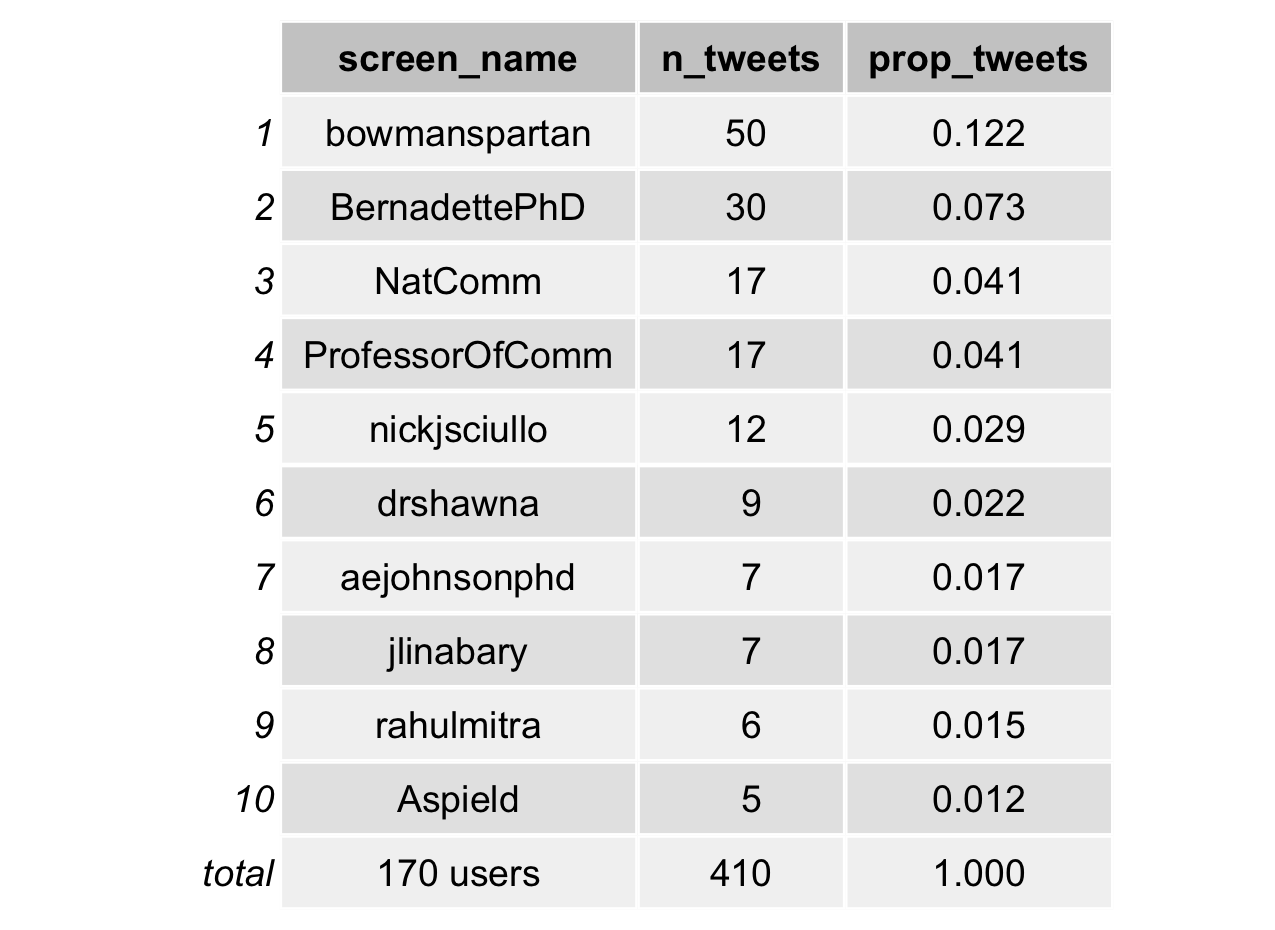 screen_name n_tweets prop_tweets
1 bowmanspartan 50 0.122
2 BernadettePhD 30 0.073
3 NatComm 17 0.041
4 ProfessorOfComm 17 0.041
5 nickjsciullo 12 0.029
6 drshawna 9 0.022
7 aejohnsonphd 7 0.017
8 jlinabary 7 0.017
9 rahulmitra 6 0.015
10 Aspield 5 0.012
total 170 users 410 1.000